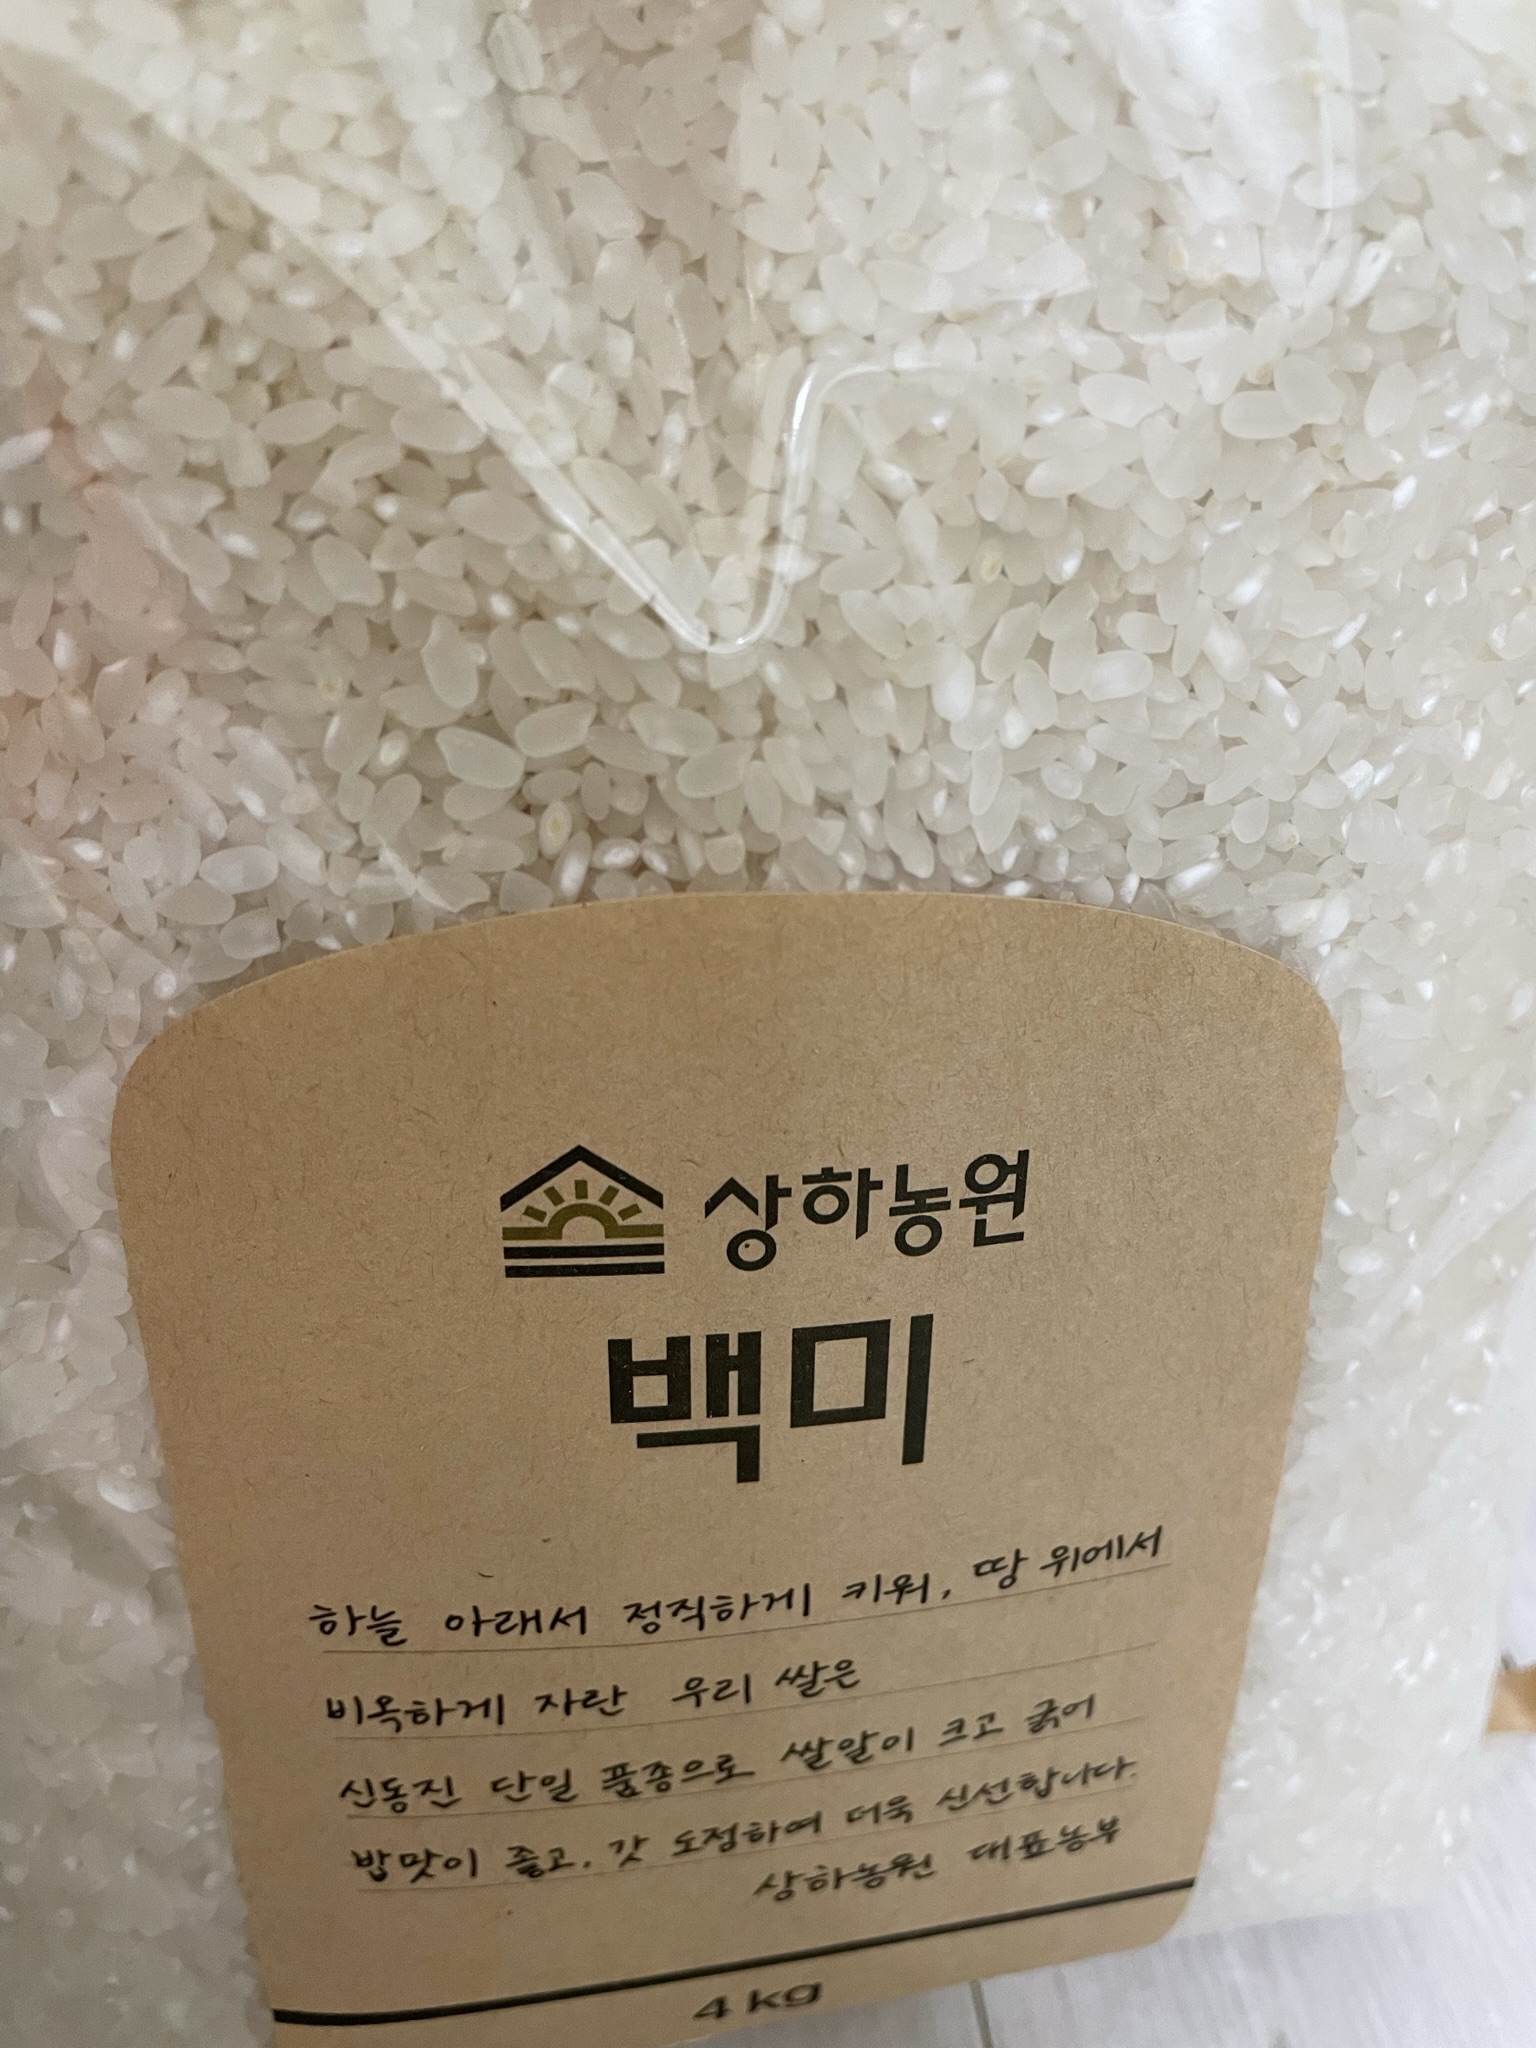 상하농원
백미
하늘 아래서 정직하게 키워, 땅 위에서
비옥하게 자란 우리 쌀은
신동진 단일 품종으로 쌀알이 크고 굵어
밥맛이 좋고, 갓 도정하여 더욱 신선합니다.
상하농원 대표농부
4 kg